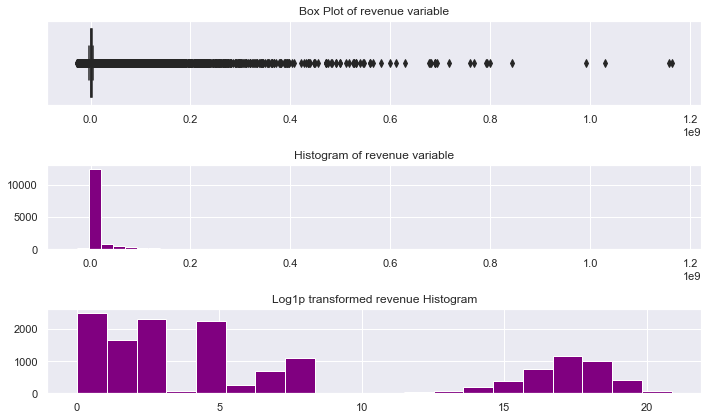 Box Plot of revenue variable
0.0 0.2 0.4 0.6 0.8 1.0 1.2
1e9
Histogram of revenue variable
10000
5000
0
0.0 0.2 0.4 0.6 0.8 1.0 1.2
1e9
Log1p transformed revenue Histogram
2000
1000
0
0 5 10 15 20